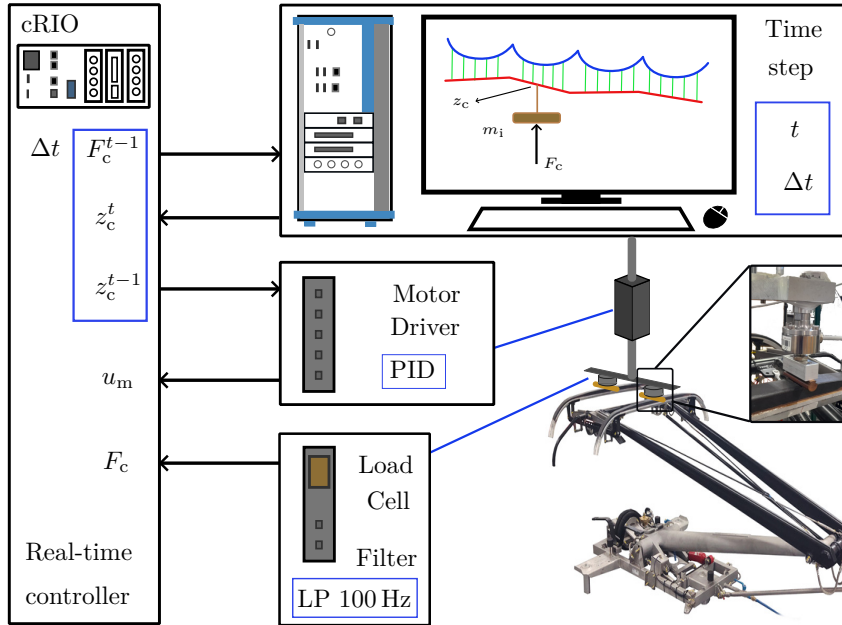 cRIO
Δt
F_c^{t−1}
z_c^t
z_c^{t−1}
u_m
F_c
Real-time
controller
z_c
m_i
F_c
Time
step
t
Δt
Motor
Driver
PID
Load
Cell
Filter
LP 100 Hz